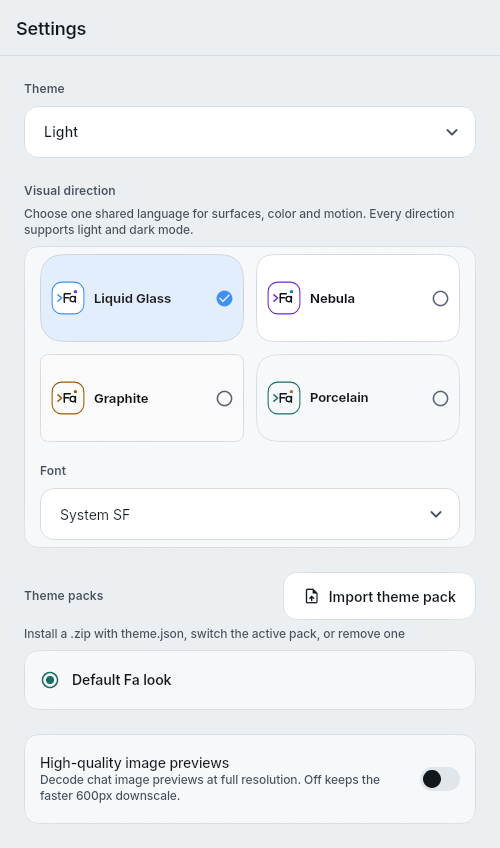 Settings
Theme
Light
Visual direction
Choose one shared language for surfaces, color and motion. Every direction
supports light and dark mode.
>Fa Liquid Glass
>Fa Nebula
>Fa Graphite
>Fa Porcelain
Font
System SF
Theme packs
Import theme pack
Install a .zip with theme.json, switch the active pack, or remove one
Default Fa look
High-quality image previews
Decode chat image previews at full resolution. Off keeps the
faster 600px downscale.